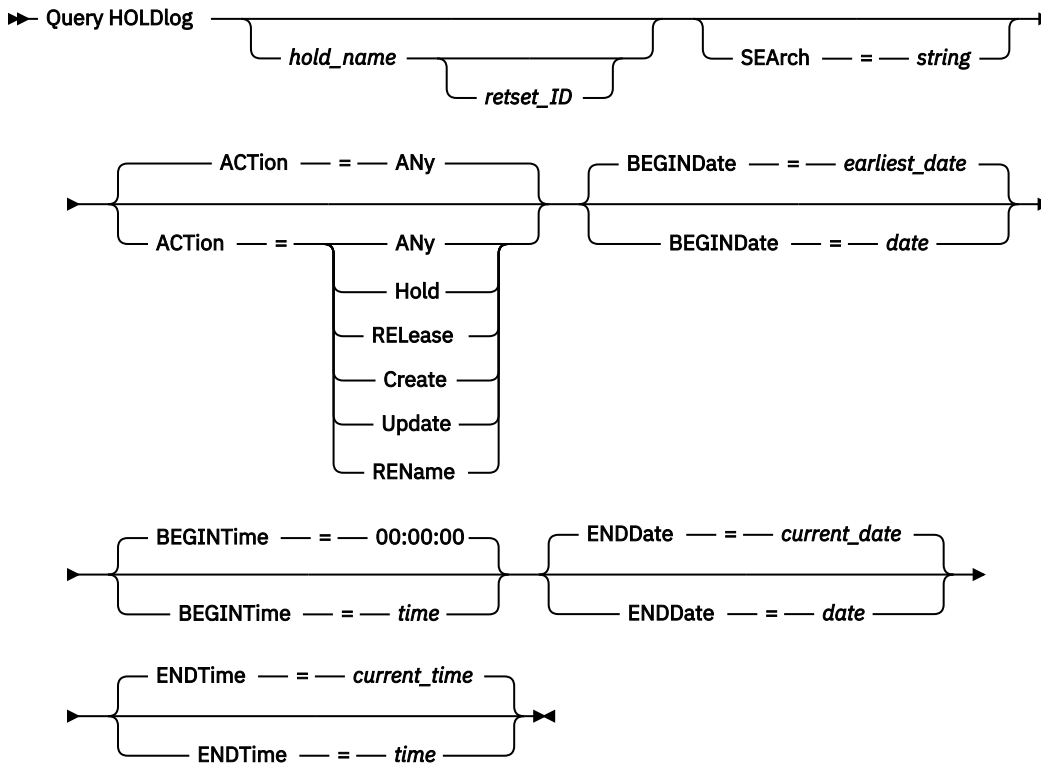 Query HOLDlog
hold_name
retset_ID
SEArch = string
ACTion = ANy
BEGINDate = earliest_date
ACTion = ANy
BEGINDate = date
Hold
RELease
Create
Update
REName
BEGINTime = 00:00:00
ENDDate = current_date
BEGINTime = time
ENDDate = date
ENDTime = current_time
ENDTime = time